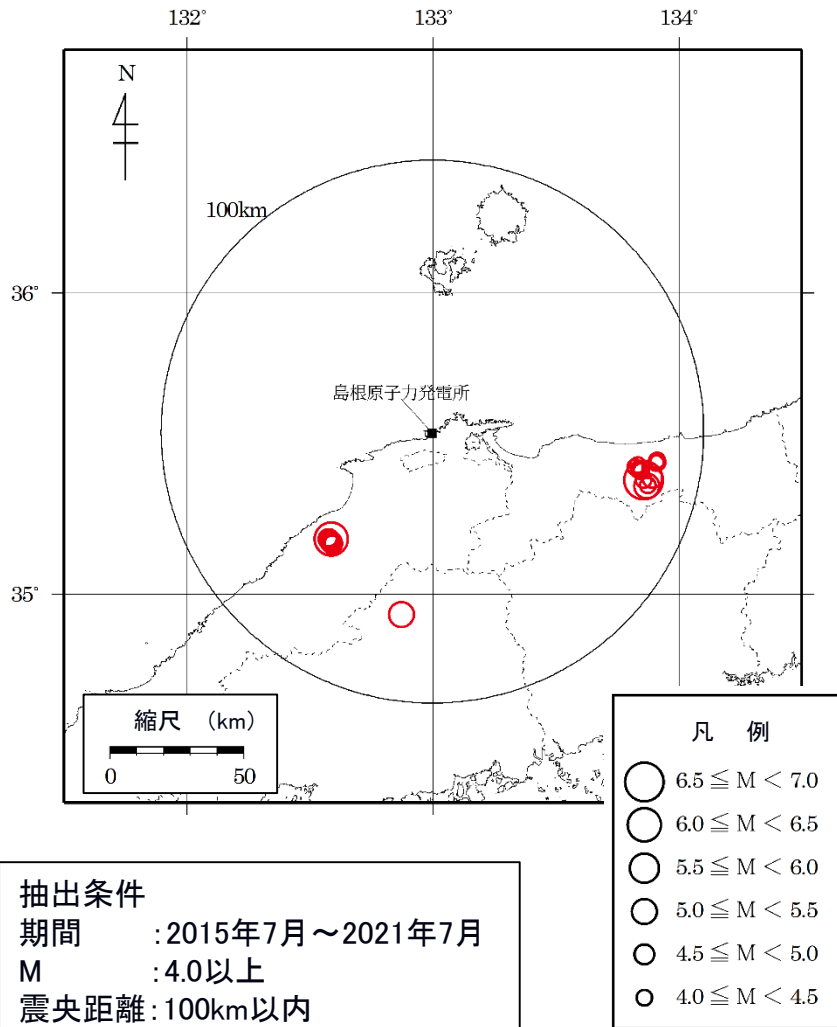 132° 133° 134°
N
100km
36°
島根原子力発電所
35°
縮尺 (km)
0 50
凡 例
6.5 ≦ M < 7.0
6.0 ≦ M < 6.5
5.5 ≦ M < 6.0
5.0 ≦ M < 5.5
4.5 ≦ M < 5.0
4.0 ≦ M < 4.5
抽出条件
期間 :2015年7月~2021年7月
M :4.0以上
震央距離:100km以内